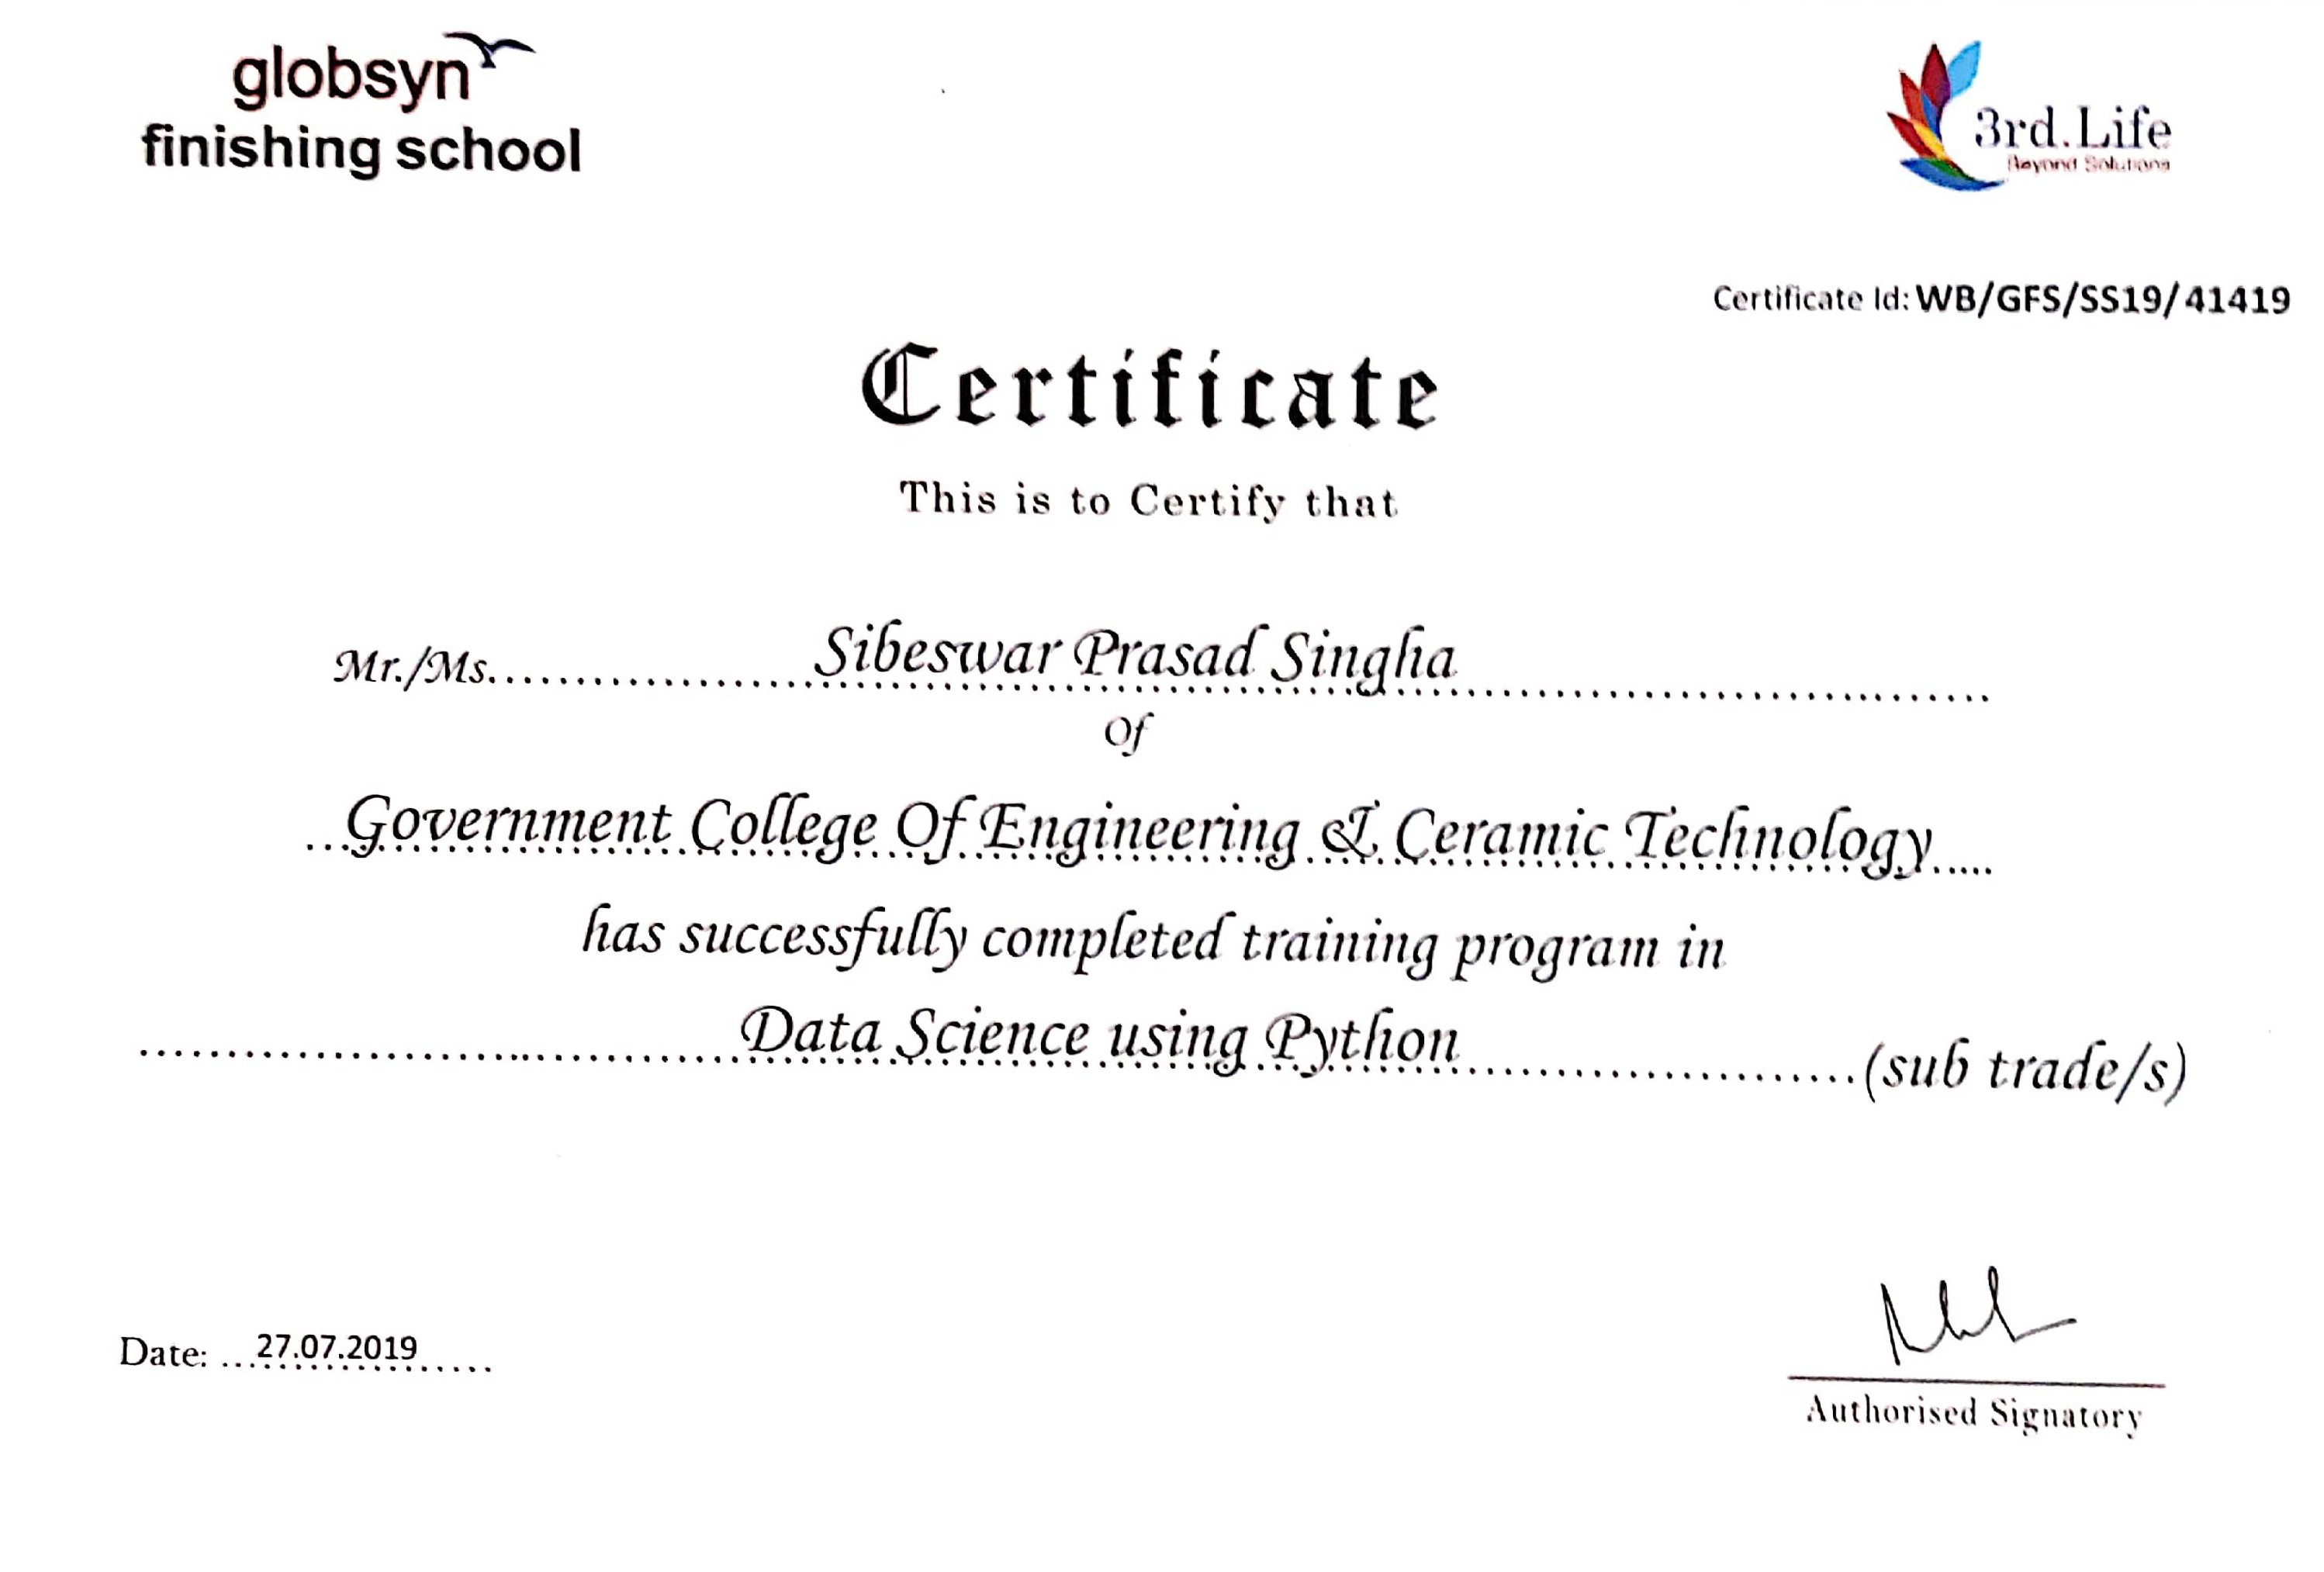 globsyn
finishing school
3rd.Life
Beyond Solutions
Certificate Id: WB/GFS/SS19/41419
Certificate
This is to Certify that
Mr./Ms. Sibeswar Prasad Singha
Of
Government College Of Engineering & Ceramic Technology
has successfully completed training program in
Data Science using Python (sub trade/s)
Date: 27.07.2019
Authorised Signatory